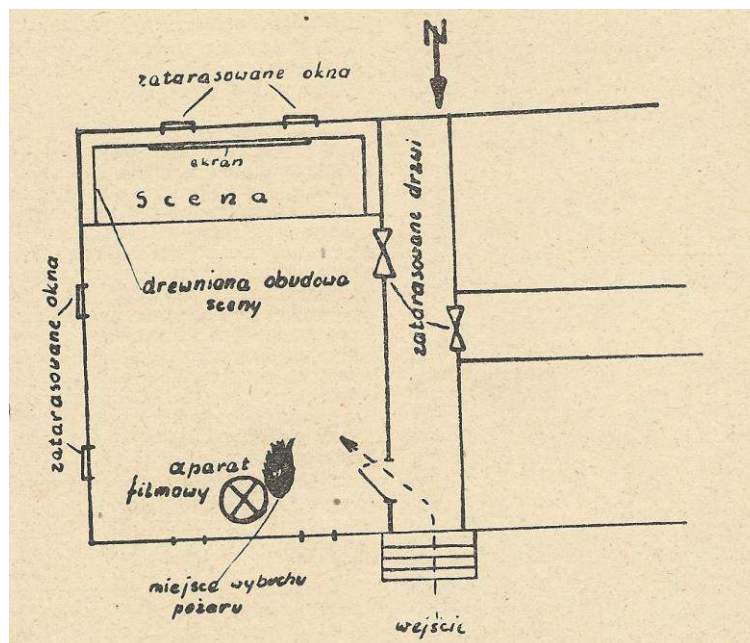 N
zatarasowane okna
ekran
Scena
zatarasowane drzwi
drewniana obudowa
sceny
zatarasowane okna
aparat
filmowy
miejsce wybuchu
pożaru
wejście